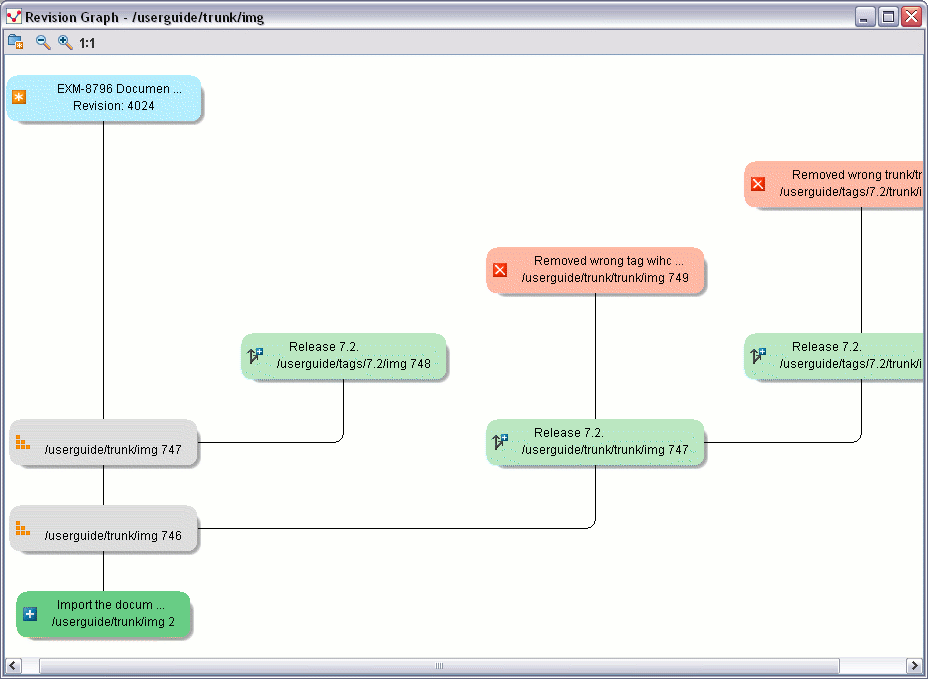 Revision Graph - /userguide/trunk/img
1:1
EXM-8796 Documen ...
Revision: 4024
Removed wrong trunk/tr
/userguide/tags/7.2/trunk/i
Removed wrong tag wihc ...
/userguide/trunk/trunk/img 749
Release 7.2.
/userguide/tags/7.2/img 748
Release 7.2.
/userguide/tags/7.2/trunk/i
/userguide/trunk/img 747
Release 7.2.
/userguide/trunk/trunk/img 747
/userguide/trunk/img 746
Import the docum ...
/userguide/trunk/img 2